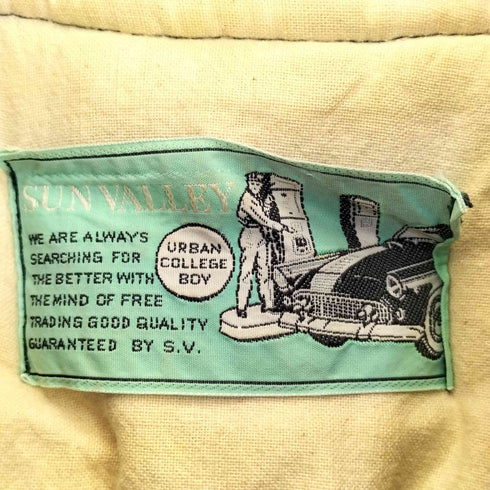 SUN VALLEY
WE ARE ALWAYS
SEARCHING FOR
THE BETTER WITH
THE MIND OF FREE
TRADING GOOD QUALITY
GUARANTEED BY S.V.
URBAN
COLLEGE
BOY